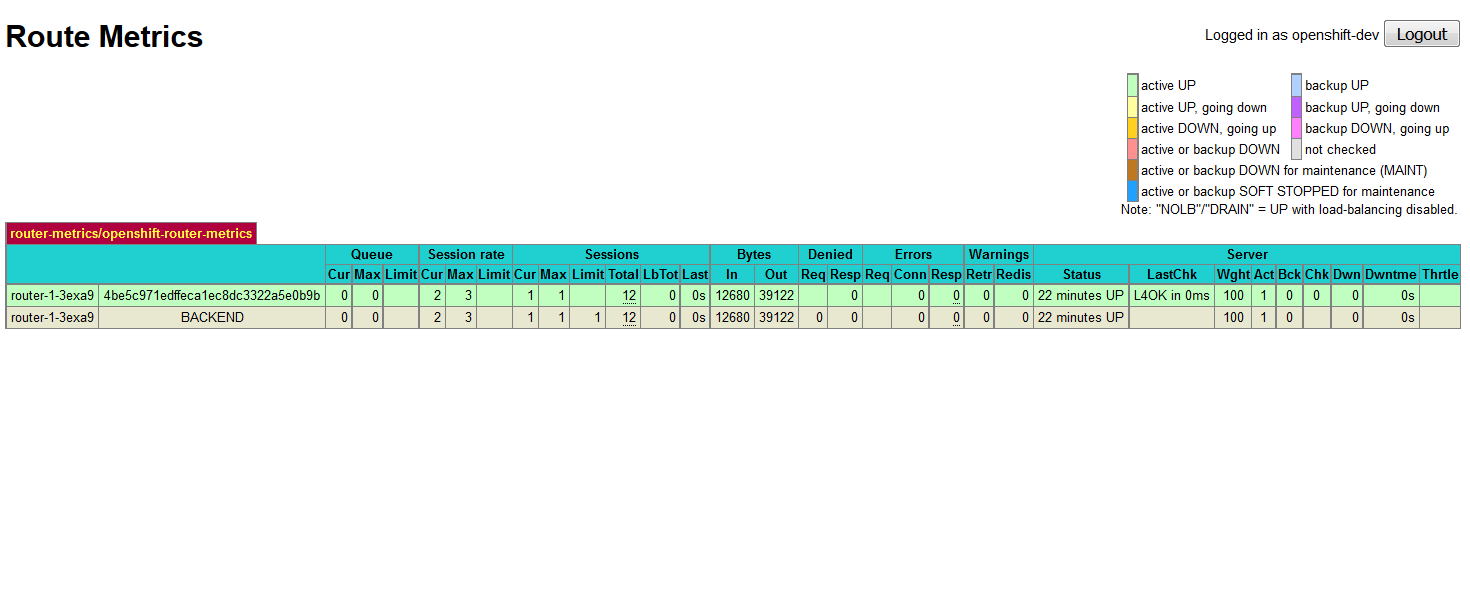 Route Metrics
Logged in as openshift-dev Logout
active UP backup UP
active UP, going down backup UP, going down
active DOWN, going up backup DOWN, going up
active or backup DOWN not checked
active or backup DOWN for maintenance (MAINT)
active or backup SOFT STOPPED for maintenance
Note: "NOLB"/"DRAIN" = UP with load-balancing disabled.
router-metrics/openshift-router-metrics
Queue Session rate Sessions Bytes Denied Errors Warnings Server
Cur Max Limit Cur Max Limit Cur Max Limit Total LbTot Last In Out Req Resp Req Conn Resp Retr Redis Status LastChk Wght Act Bck Chk Dwn Dwntme Thrtle
router-1-3exa9 4be5c971edffeca1ec8dc3322a5e0b9b 0 0 2 3 1 1 12 0 0s 12680 39122 0 0 0 0 0 22 minutes UP L4OK in 0ms 100 1 0 0 0 0s
router-1-3exa9 BACKEND 0 0 2 3 1 1 1 12 0 0s 12680 39122 0 0 0 0 0 0 22 minutes UP 100 1 0 0 0s